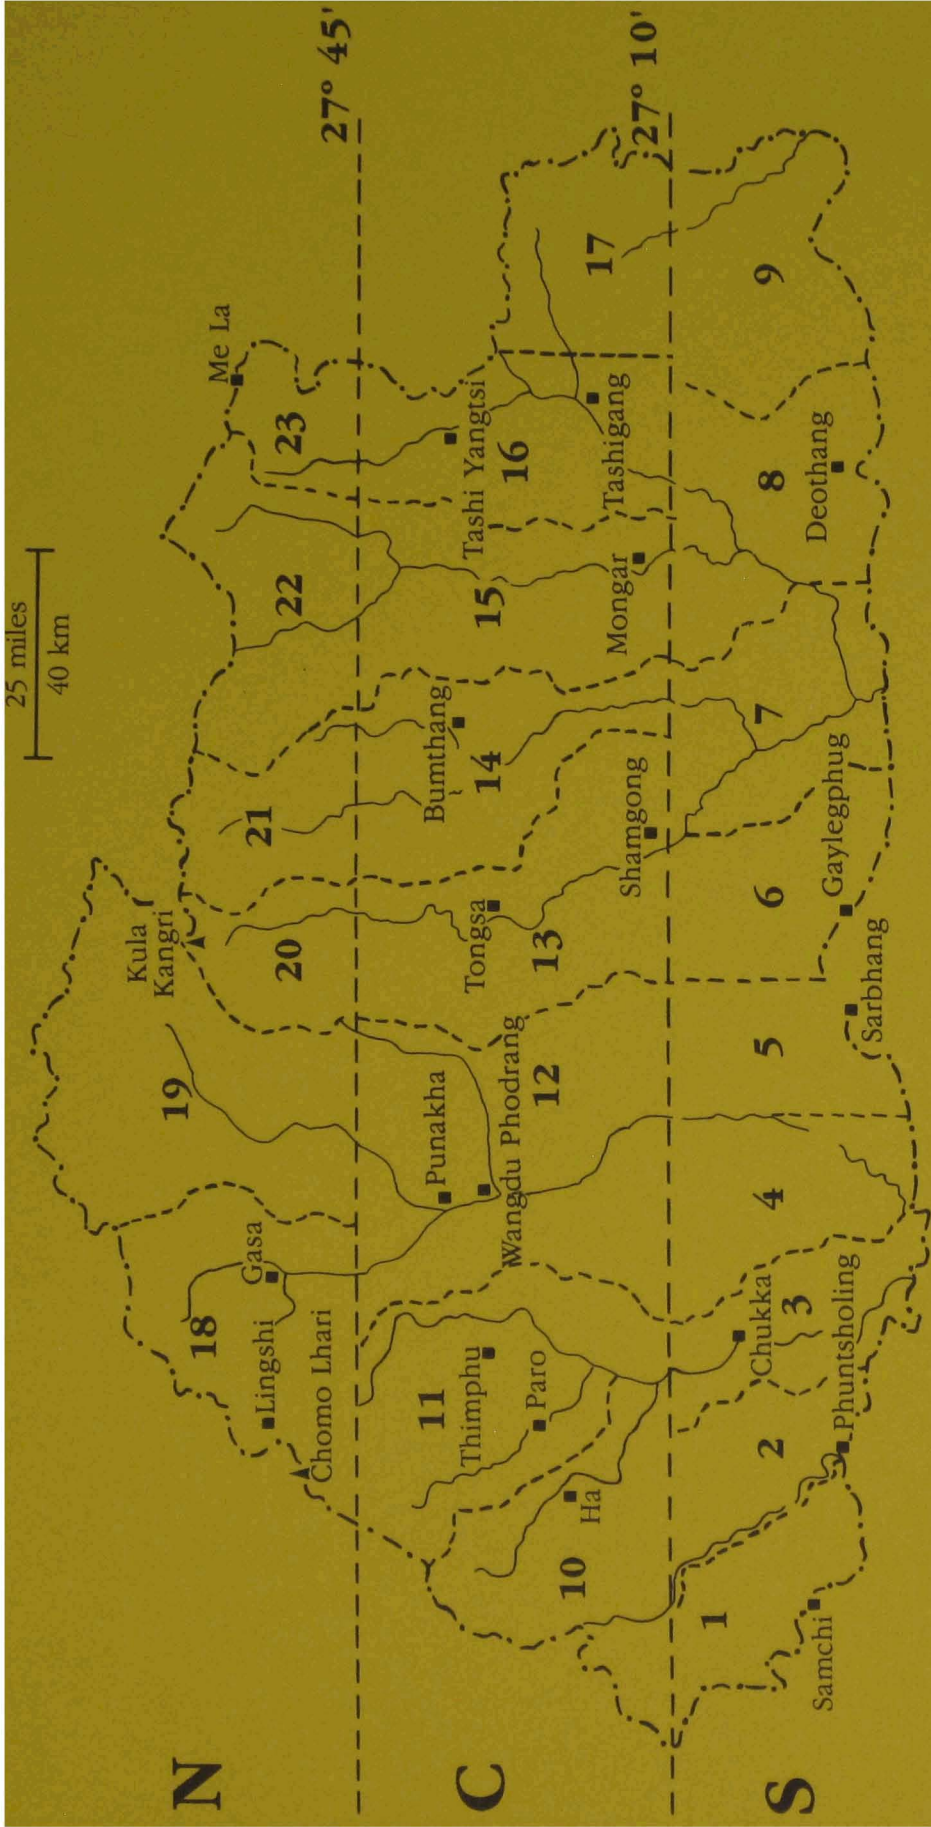 25 miles
40 km
N
C
S
27° 45'
27° 10'
Kula
Kangri
Me La
18
19
20
21
22
23
Gasa
Lingshi
Chomo Lhari
11
Thimphu
Paro
Ha
10
Punakha
Wangdu Phodrang
12
Tongsa
13
Shamgong
Bumthang
14
15
Mongar
Tashi Yangtsi
16
Tashigang
17
1
Samchi
2
Phuntsholing
3
Chukka
4
5
Sarbhang
6
Gaylegphug
7
8
Deothang
9